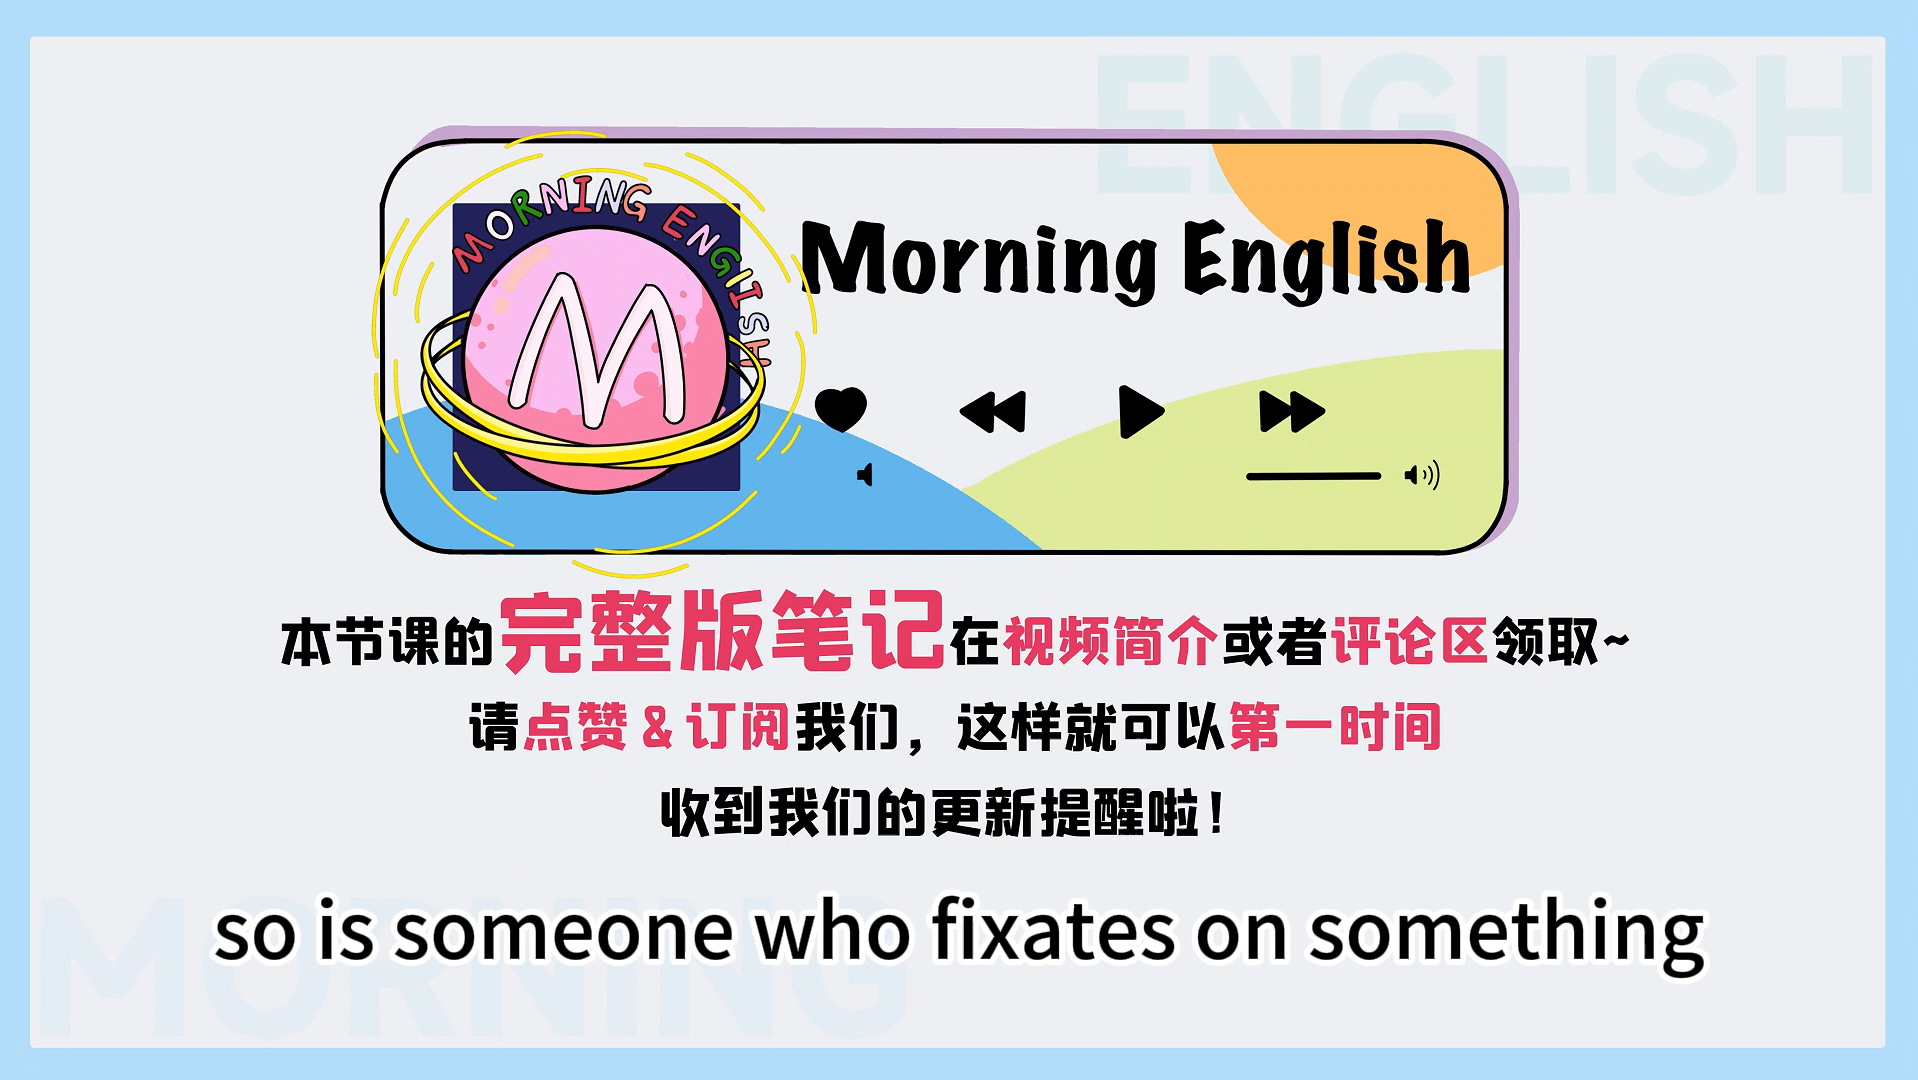 ENGLISH
MORNING ENGLISH
M
Morning English
本节课的完整版笔记在视频简介或者评论区领取~
请点赞&订阅我们，这样就可以第一时间
收到我们的更新提醒啦！
MORNING
so is someone who fixates on something